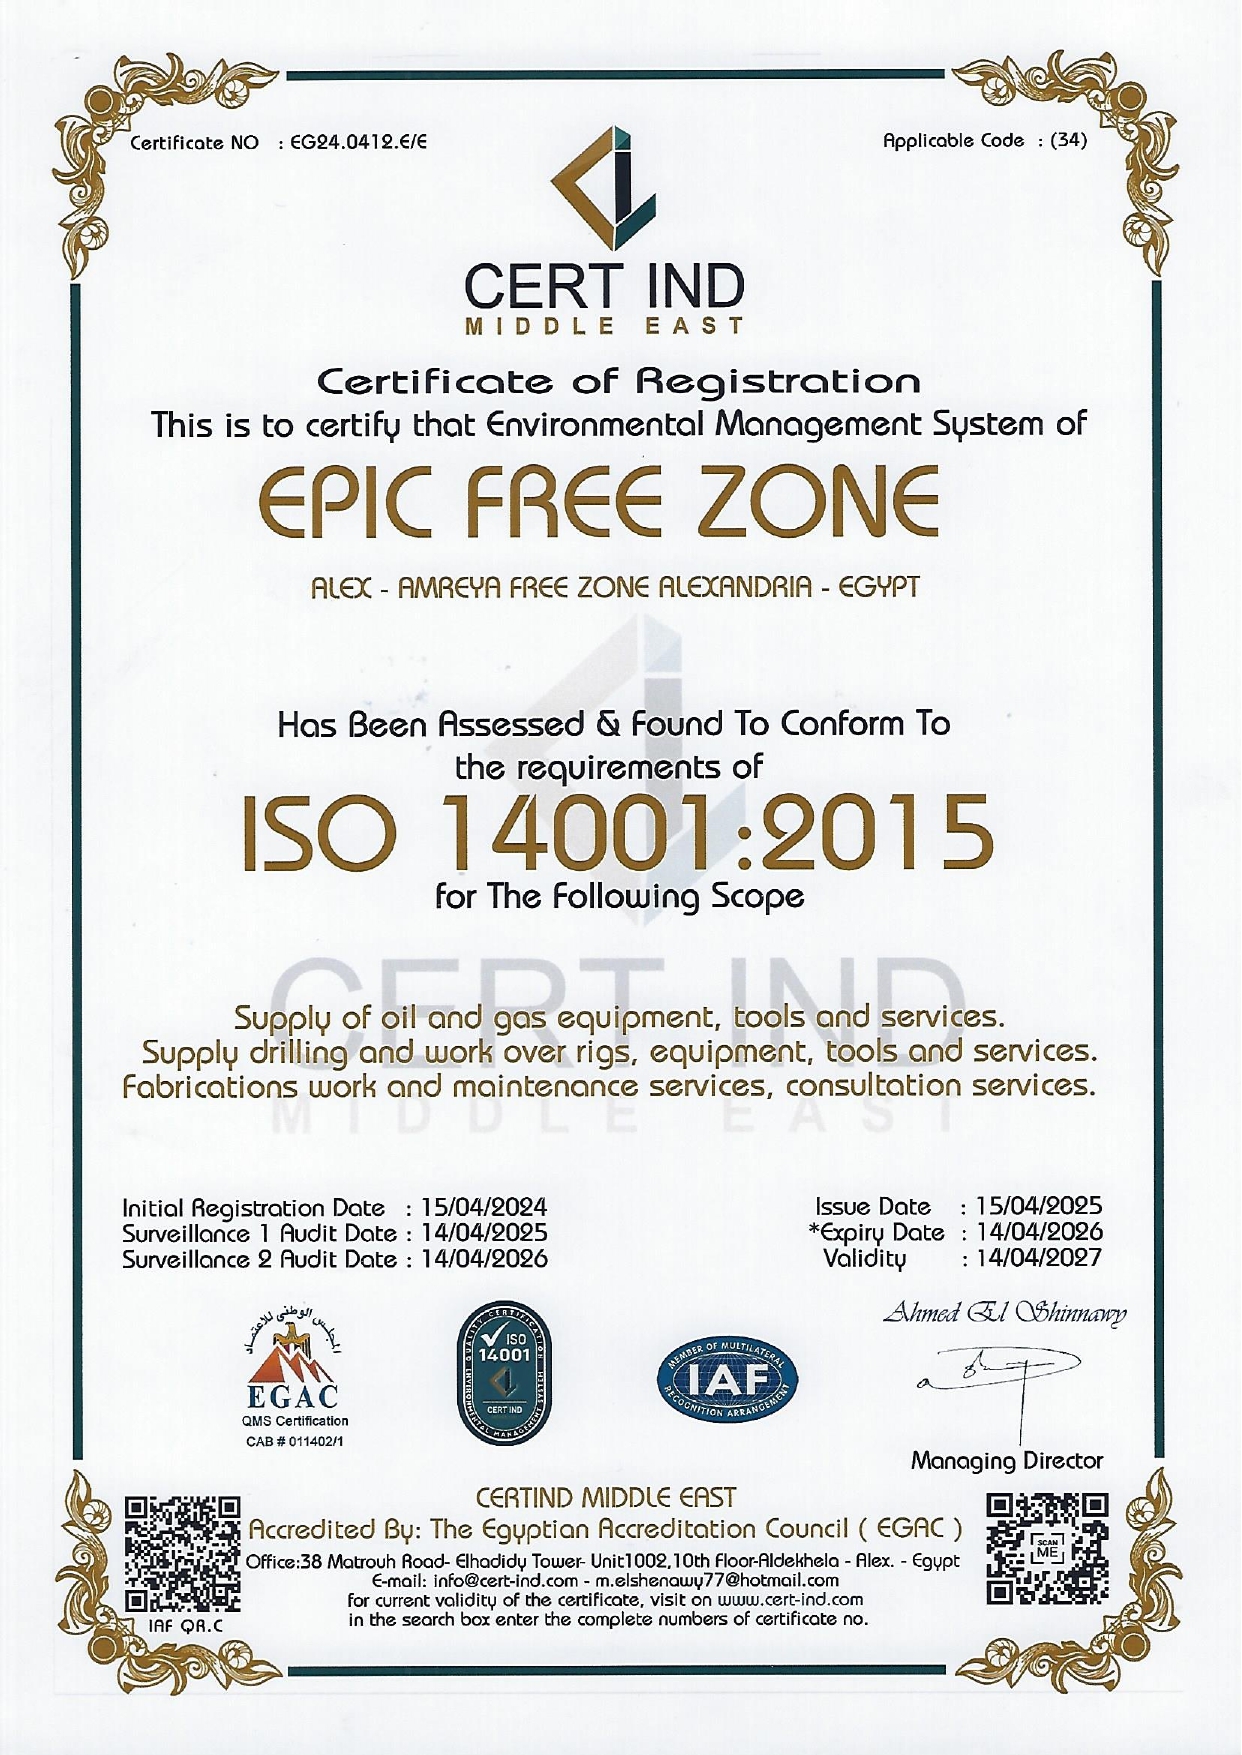 Certificate NO : EG24.0412.E/E
Applicable Code : (34)
CERT IND
MIDDLE EAST
Certificate of Registration
This is to certify that Environmental Management System of
EPIC FREE ZONE
ALEX - AMREYA FREE ZONE ALEXANDRIA - EGYPT
Has Been Assessed & Found To Conform To
the requirements of
ISO 14001:2015
for The Following Scope
CERT IND
MIDDLE EAST
Supply of oil and gas equipment, tools and services.
Supply drilling and work over rigs, equipment, tools and services.
Fabrications work and maintenance services, consultation services.
Initial Registration Date : 15/04/2024
Surveillance 1 Audit Date : 14/04/2025
Surveillance 2 Audit Date : 14/04/2026
Issue Date : 15/04/2025
*Expiry Date : 14/04/2026
Validity : 14/04/2027
المجلس الوطنى للاعتماد
EGAC
QMS Certification
CAB # 011402/1
QUALITY CERTIFICATION
ISO
14001
CERT IND
ENVIRONMENTAL MANAGEMENT SYSTEM
MEMBER OF MULTILATERAL
IAF
RECOGNITION ARRANGEMENT
Ahmed El Shinnawy
Managing Director
CERTIND MIDDLE EAST
Accredited By: The Egyptian Accreditation Council ( EGAC )
Office:38 Matrouh Road- Elhadidy Tower- Unit1002,10th Floor-Aldekhela - Alex. - Egypt
E-mail: info@cert-ind.com - m.elshenawy77@hotmail.com
for current validity of the certificate, visit on www.cert-ind.com
in the search box enter the complete numbers of certificate no.
IAF QR.C
SCAN
ME